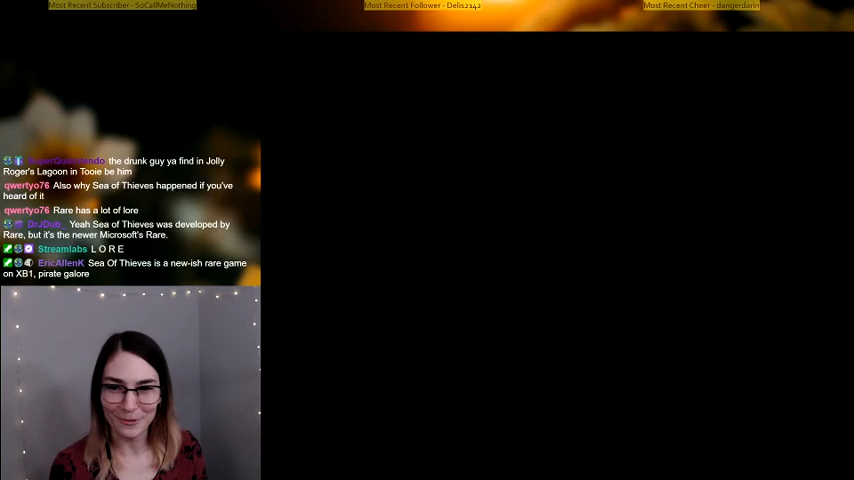 Most Recent Subscriber - SoCallMeNothing
Most Recent Follower - Delis2142
Most Recent Cheer - dangerdarin
the drunk guy ya find in Jolly
Roger's Lagoon in Tooie be him
qwertyo76 Also why Sea of Thieves happened if you've
heard of it
qwertyo76 Rare has a lot of lore
DrJDub_ Yeah Sea of Thieves was developed by
Rare, but it's the newer Microsoft's Rare.
Streamlabs L O R E
EricAllenK Sea Of Thieves is a new-ish rare game
on XB1, pirate galore